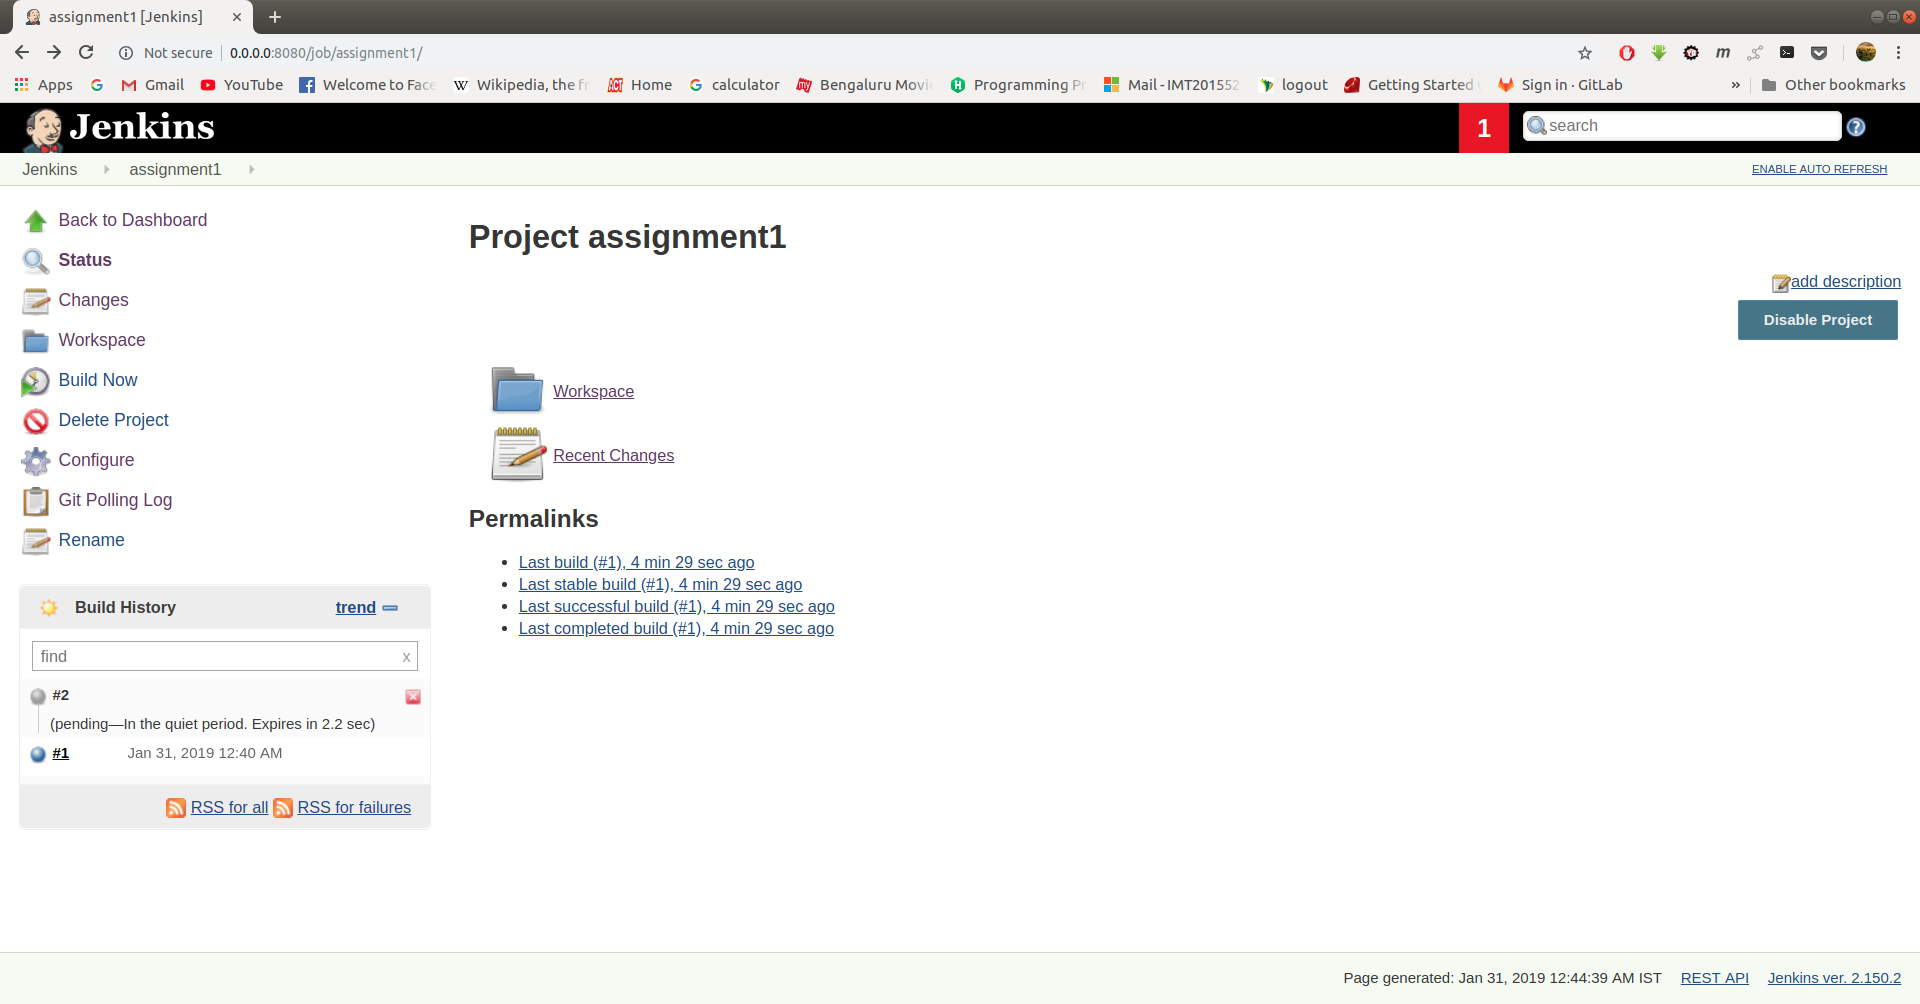 assignment1 [Jenkins]
Not secure | 0.0.0.0:8080/job/assignment1/
Apps Gmail YouTube Welcome to Face Wikipedia, the fr Home calculator Bengaluru Movi Programming Pr Mail - IMT201552 logout Getting Started Sign in · GitLab » Other bookmarks
Jenkins 1 search
Jenkins assignment1 ENABLE AUTO REFRESH
Back to Dashboard
Status
Changes
Workspace
Build Now
Delete Project
Configure
Git Polling Log
Rename
Build History trend
find x
#2
(pending—In the quiet period. Expires in 2.2 sec)
#1 Jan 31, 2019 12:40 AM
RSS for all RSS for failures
Project assignment1
add description
Disable Project
Workspace
Recent Changes
Permalinks
Last build (#1), 4 min 29 sec ago
Last stable build (#1), 4 min 29 sec ago
Last successful build (#1), 4 min 29 sec ago
Last completed build (#1), 4 min 29 sec ago
Page generated: Jan 31, 2019 12:44:39 AM IST REST API Jenkins ver. 2.150.2